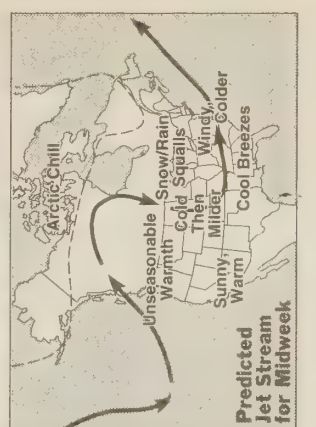 Arctic Chill
Unseasonable
Warmth
Snow/Rain
Cold Squalls
Then
Milder
Windy,
Colder
Sunny,
Warm
Cool Breezes
Predicted
Jet Stream
for Midweek